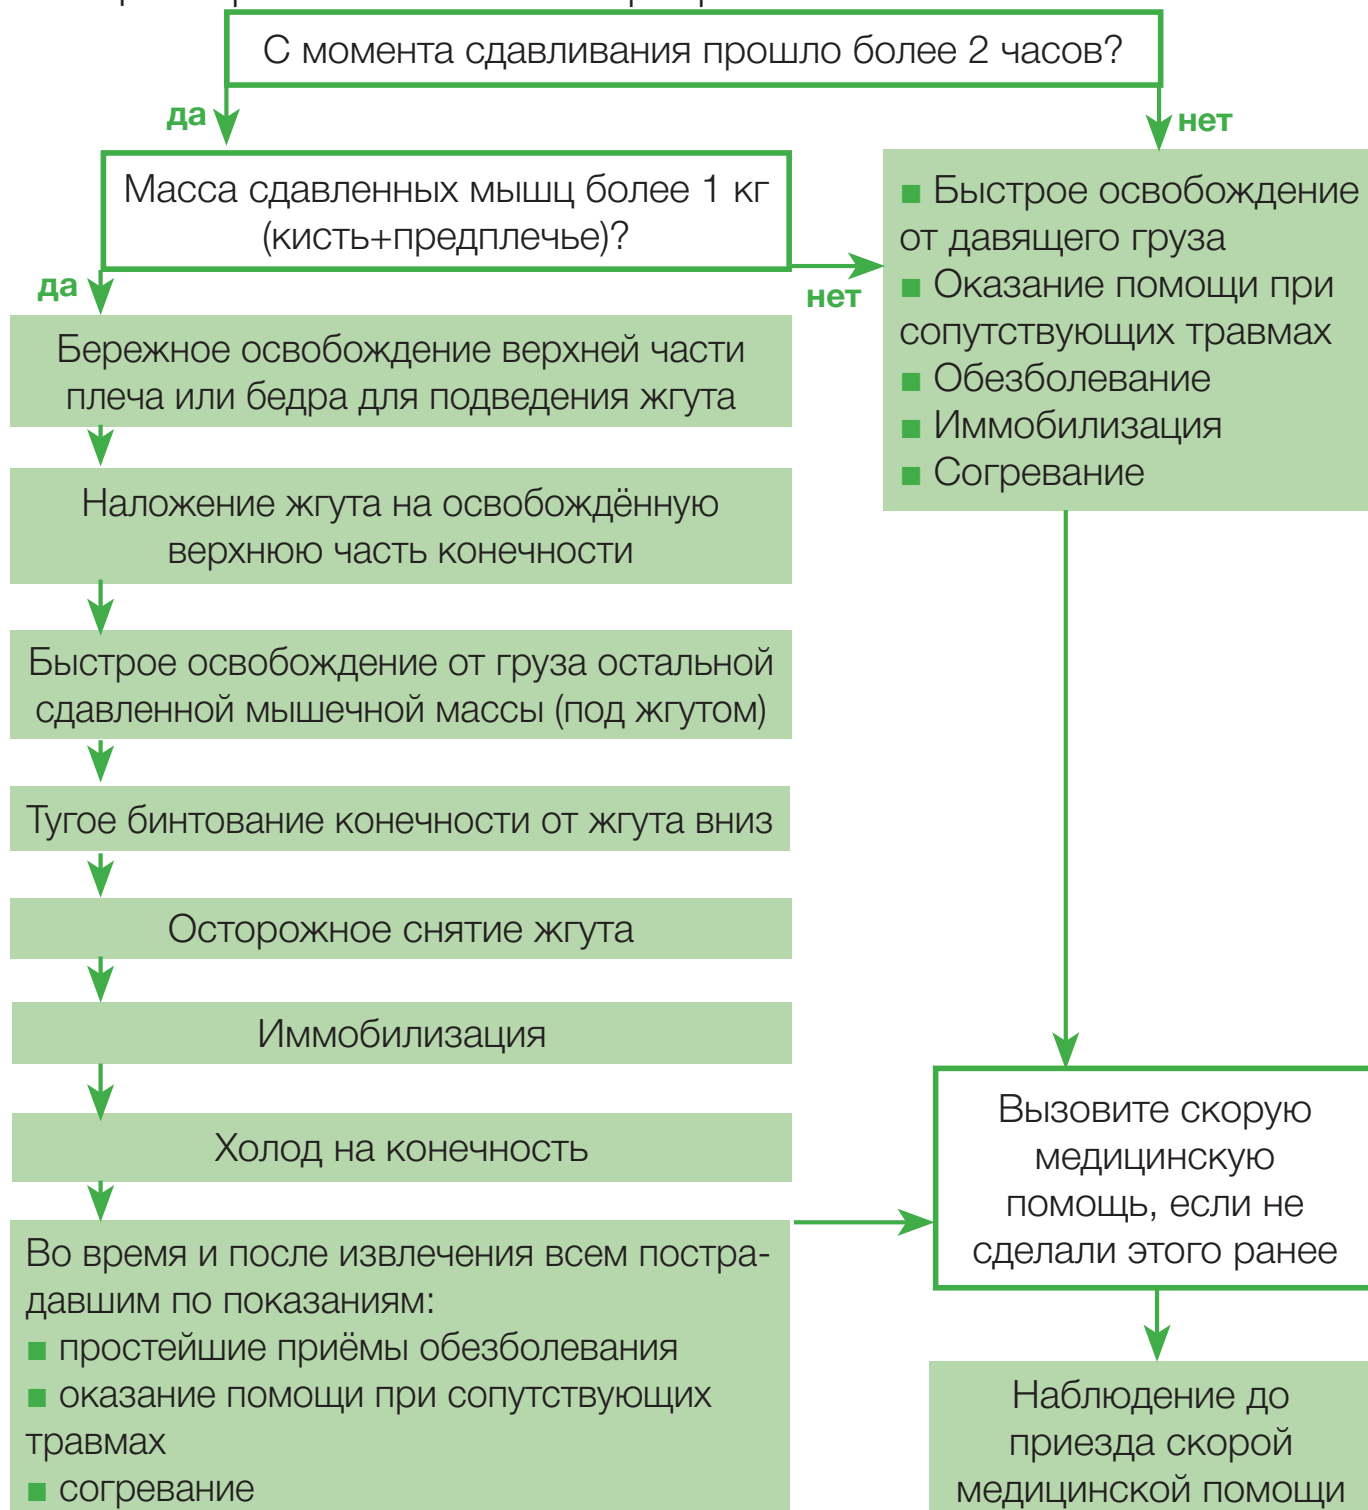 С момента сдавливания прошло более 2 часов?
да
нет
Масса сдавленных мышц более 1 кг
(кисть+предплечье)?
да
нет
■ Быстрое освобождение
от давящего груза
■ Оказание помощи при
сопутствующих травмах
■ Обезболевание
■ Иммобилизация
■ Согревание
Бережное освобождение верхней части
плеча или бедра для подведения жгута
Наложение жгута на освобождённую
верхнюю часть конечности
Быстрое освобождение от груза остальной
сдавленной мышечной массы (под жгутом)
Тугое бинтование конечности от жгута вниз
Осторожное снятие жгута
Иммобилизация
Холод на конечность
Во время и после извлечения всем постра-
давшим по показаниям:
■ простейшие приёмы обезболевания
■ оказание помощи при сопутствующих
травмах
■ согревание
Вызовите скорую
медицинскую
помощь, если не
сделали этого ранее
Наблюдение до
приезда скорой
медицинской помощи